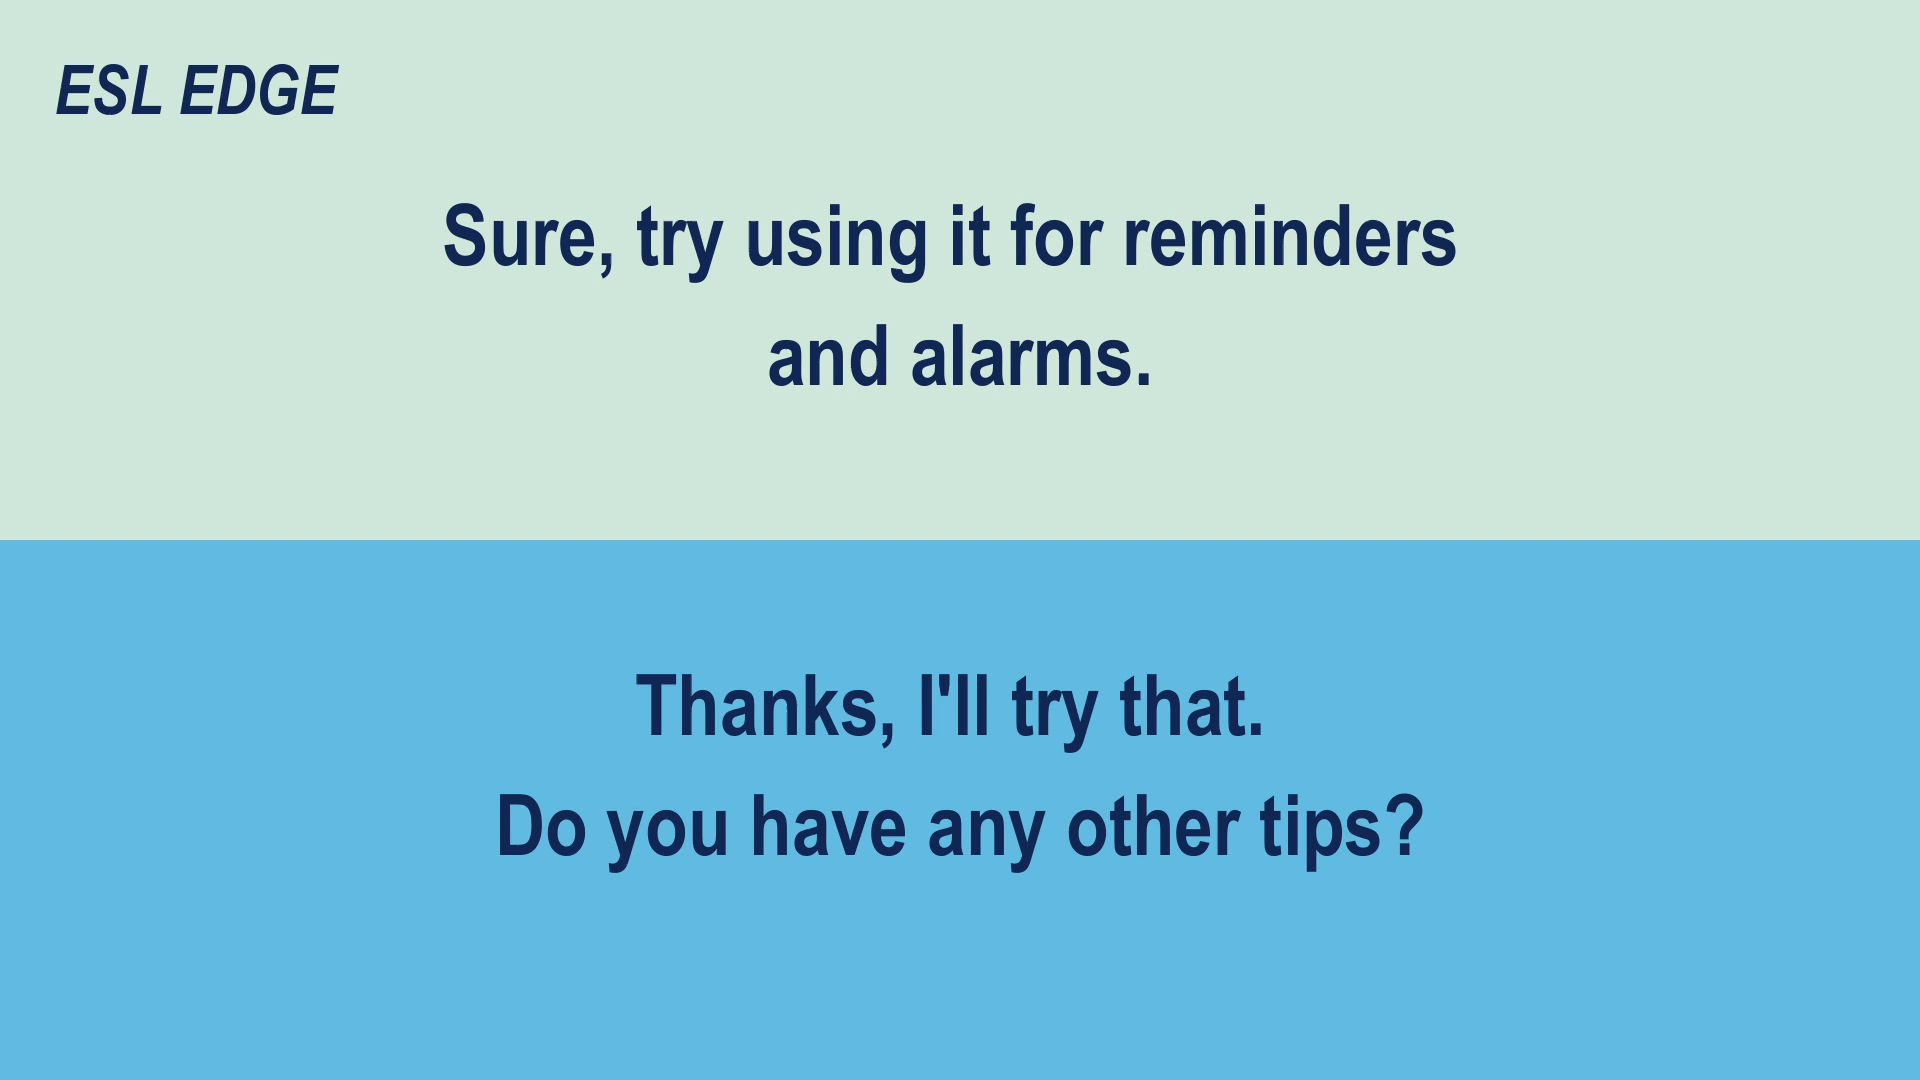 ESL EDGE
Sure, try using it for reminders
and alarms.
Thanks, I'll try that.
Do you have any other tips?